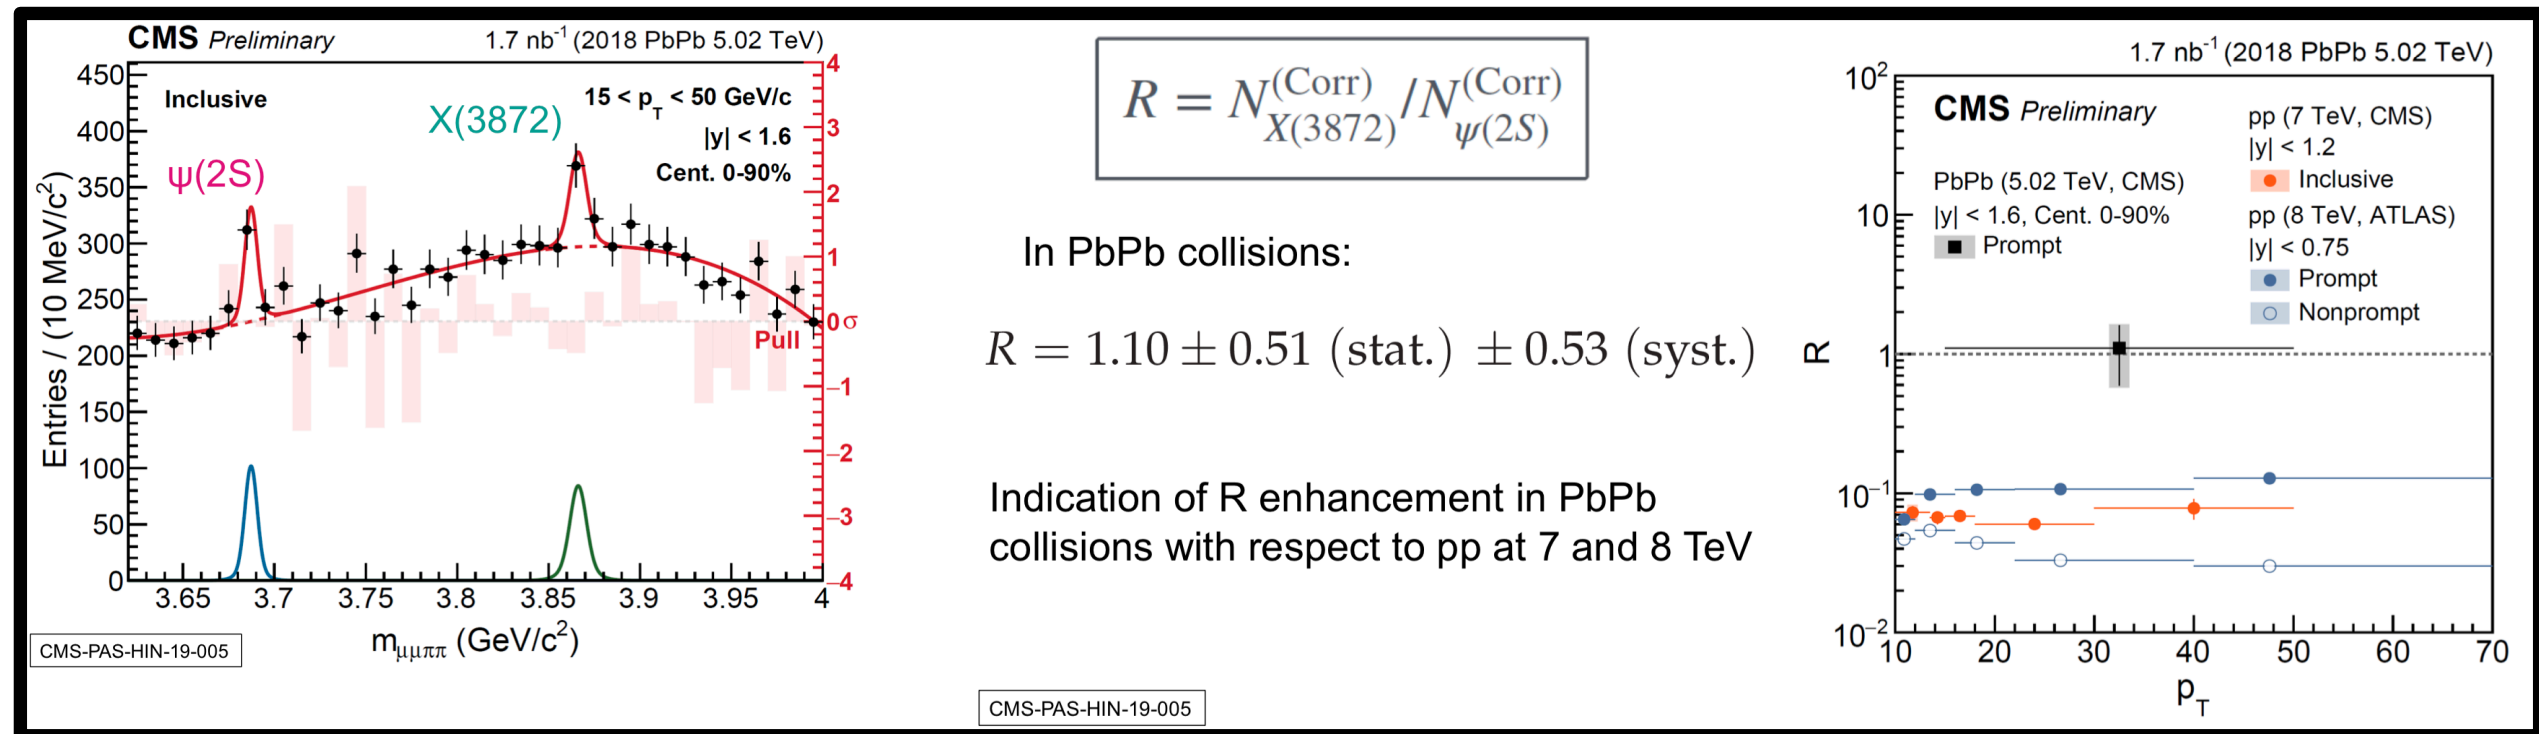 CMS Preliminary 1.7 nb⁻¹ (2018 PbPb 5.02 TeV)
Inclusive
15 < p_T < 50 GeV/c
|y| < 1.6
Cent. 0-90%
X(3872)
ψ(2S)
Entries / (10 MeV/c²)
450
400
350
300
250
200
150
100
50
0
4
3
2
1
0σ
Pull
−1
−2
−3
−4
3.65 3.7 3.75 3.8 3.85 3.9 3.95 4
m_μμππ (GeV/c²)
CMS-PAS-HIN-19-005
R = N^(Corr)_X(3872) / N^(Corr)_ψ(2S)
In PbPb collisions:
R = 1.10 ± 0.51 (stat.) ± 0.53 (syst.)
Indication of R enhancement in PbPb
collisions with respect to pp at 7 and 8 TeV
CMS-PAS-HIN-19-005
1.7 nb⁻¹ (2018 PbPb 5.02 TeV)
CMS Preliminary
PbPb (5.02 TeV, CMS)
|y| < 1.6, Cent. 0-90%
Prompt
pp (7 TeV, CMS)
|y| < 1.2
Inclusive
pp (8 TeV, ATLAS)
|y| < 0.75
Prompt
Nonprompt
R
10²
10
1
10⁻¹
10⁻²
10 20 30 40 50 60 70
p_T